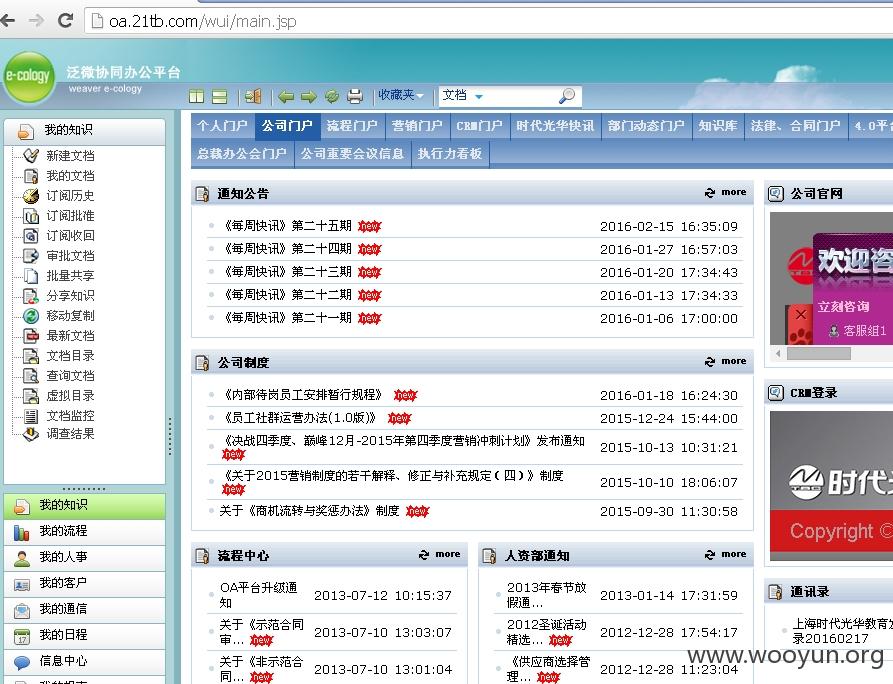 oa.21tb.com/wui/main.jsp
e-cology
泛微协同办公平台
weaver e-cology
收藏夹
文档
我的知识
新建文档
我的文档
订阅历史
订阅批准
订阅收回
审批文档
批量共享
分享知识
移动复制
最新文档
文档目录
查询文档
虚拟目录
文档监控
调查结果
我的知识
我的流程
我的人事
我的客户
我的通信
我的日程
信息中心
个人门户 公司门户 流程门户 营销门户 CRM门户 时代光华快讯 部门动态门户 知识库 法律、合同门户 4.0平
总裁办公会门户 公司重要会议信息 执行力看板
通知公告 more
《每周快讯》第二十五期 new 2016-02-15 16:35:09
《每周快讯》第二十四期 new 2016-01-27 16:57:03
《每周快讯》第二十三期 new 2016-01-20 17:34:43
《每周快讯》第二十二期 new 2016-01-13 17:34:33
《每周快讯》第二十一期 new 2016-01-06 17:00:00
公司制度 more
《内部待岗员工安排暂行规程》 new 2016-01-18 16:24:30
《员工社群运营办法(1.0版)》 new 2015-12-24 15:44:00
《决战四季度、巅峰12月-2015年第四季度营销冲刺计划》发布通知 2015-10-13 10:31:21
new
《关于2015营销制度的若干解释、修正与补充规定（四）》制度 2015-10-10 18:06:07
new
关于《商机流转与奖惩办法》制度 new 2015-09-30 11:30:58
流程中心 more
OA平台升级通
知 2013-07-12 10:15:37
关于《示范合同
审... new 2013-07-10 13:03:07
关于《非示范合
同... new 2013-07-10 13:01:04
人资部通知 more
2013年春节放
假通... 2013-01-14 17:31:59
2012圣诞活动
精选... new 2012-12-28 17:54:17
《供应商选择管
理... new 2012-12-28 11:23:04
公司官网
欢迎咨
立刻咨询
客服组1
CRM登录
时代
Copyright ©
通讯录
上海时代光华教育发
录20160217
www.wooyun.org